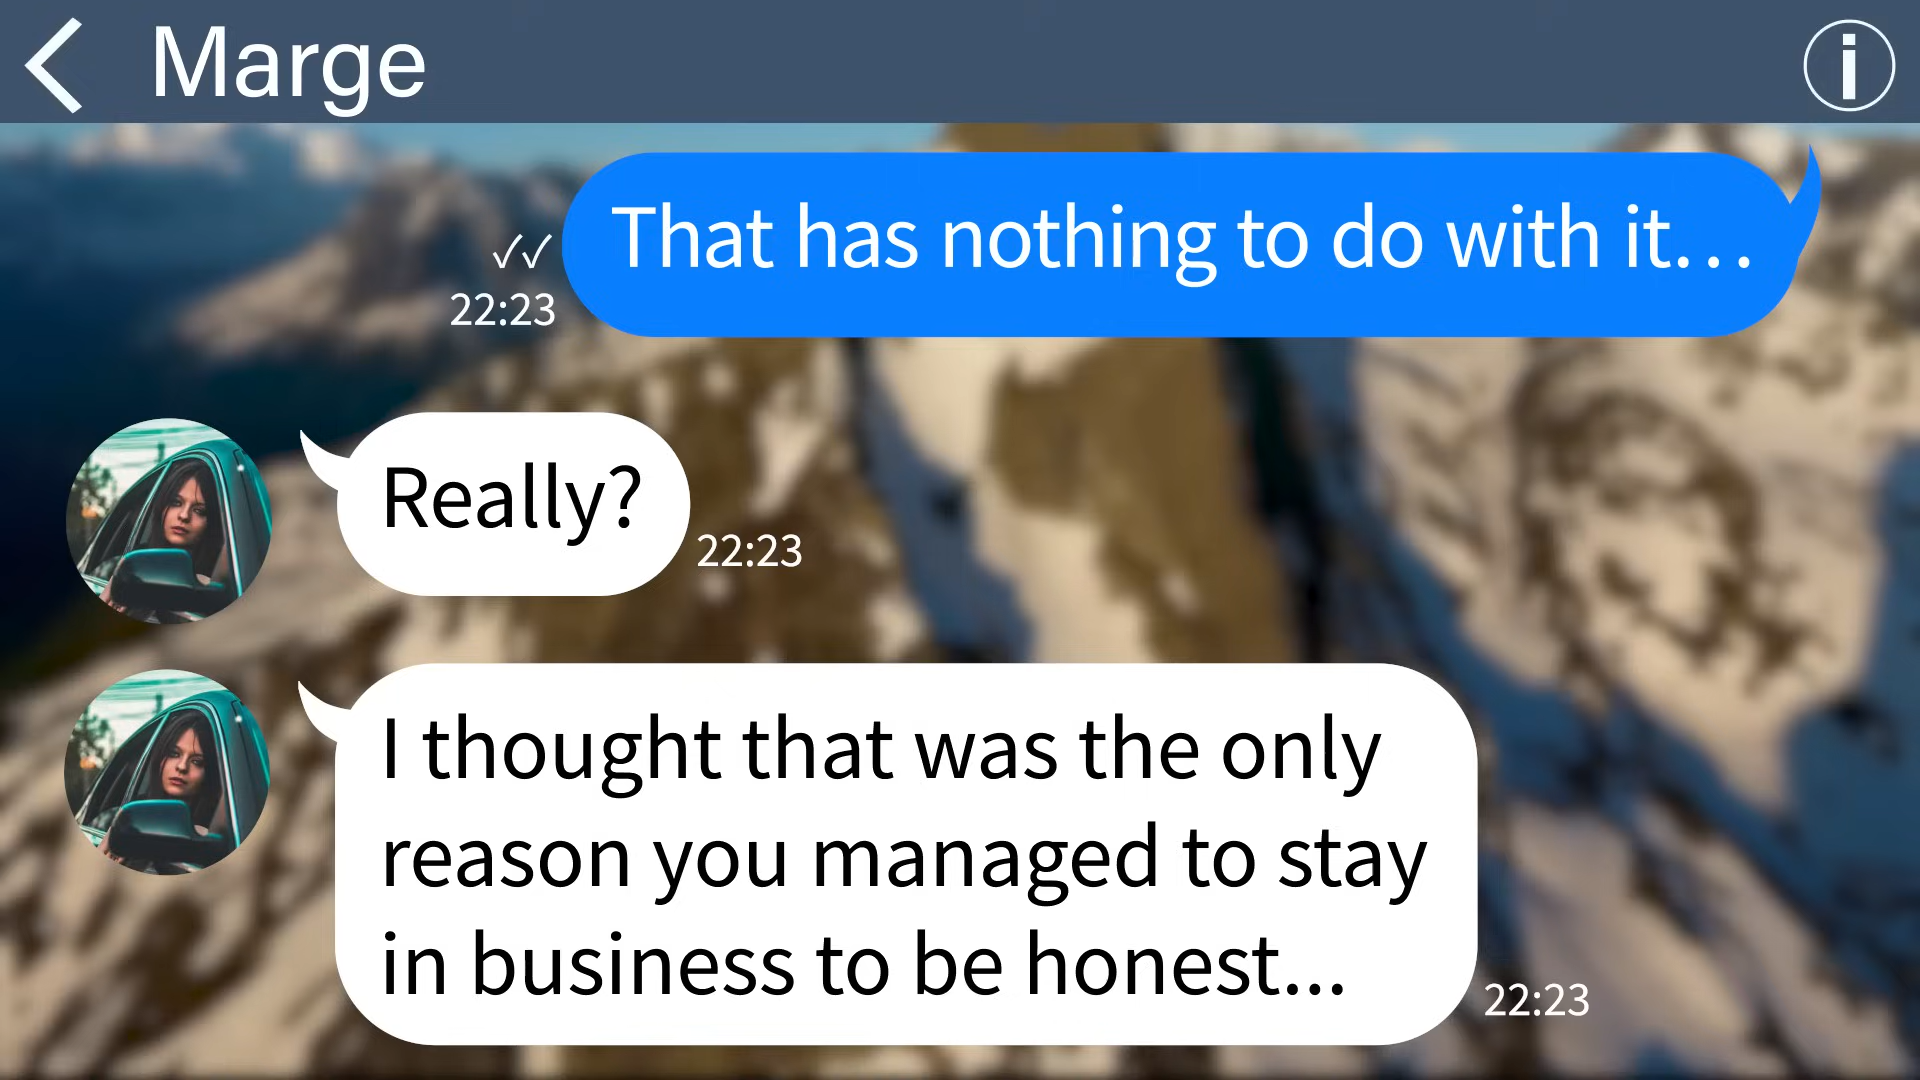 Marge
That has nothing to do with it…
✓✓
22:23
Really?
22:23
I thought that was the only
reason you managed to stay
in business to be honest...
22:23